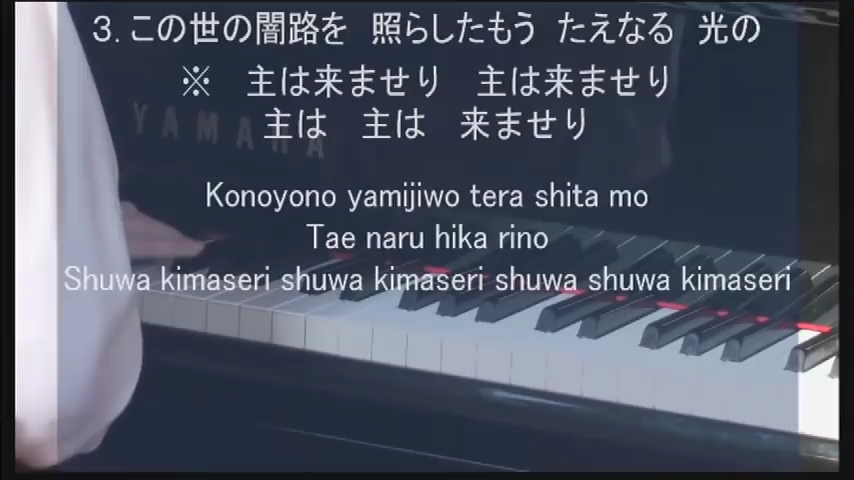 3.この世の闇路を　照らしたもう　たえなる　光の
※　主は来ませり　主は来ませり
主は　主は　来ませり
YAMAHA
Konoyono yamijiwo tera shita mo
Tae naru hika rino
Shuwa kimaseri shuwa kimaseri shuwa shuwa kimaseri